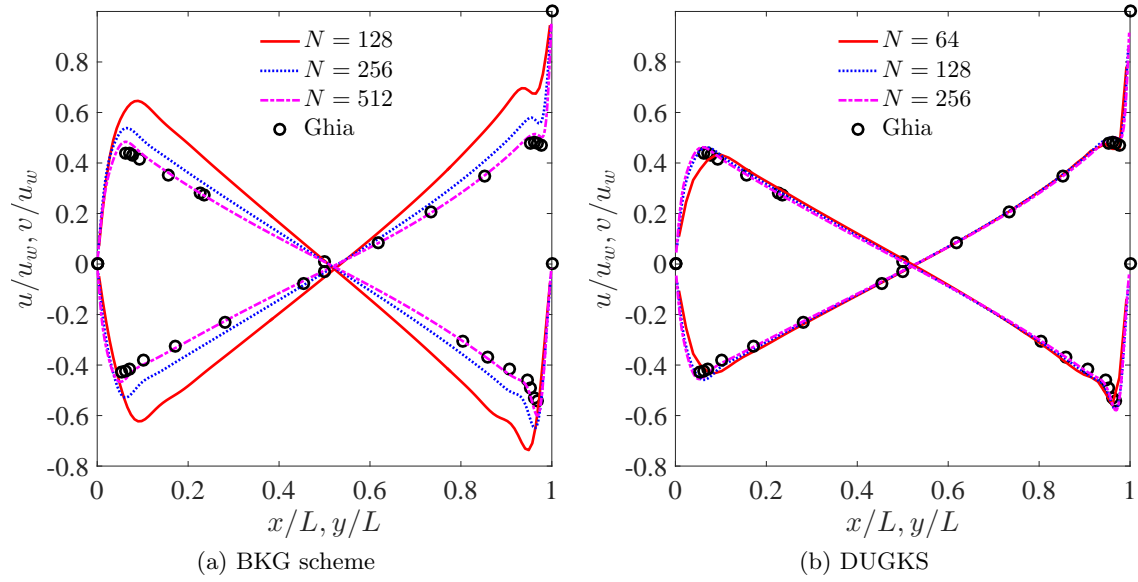 u/u_w, v/u_w
0.8
0.6
0.4
0.2
0
-0.2
-0.4
-0.6
-0.8
0
0.2
0.4
0.6
0.8
1
x/L, y/L
N = 128
N = 256
N = 512
Ghia
(a) BKG scheme
u/u_w, v/u_w
0.8
0.6
0.4
0.2
0
-0.2
-0.4
-0.6
-0.8
0
0.2
0.4
0.6
0.8
1
x/L, y/L
N = 64
N = 128
N = 256
Ghia
(b) DUGKS